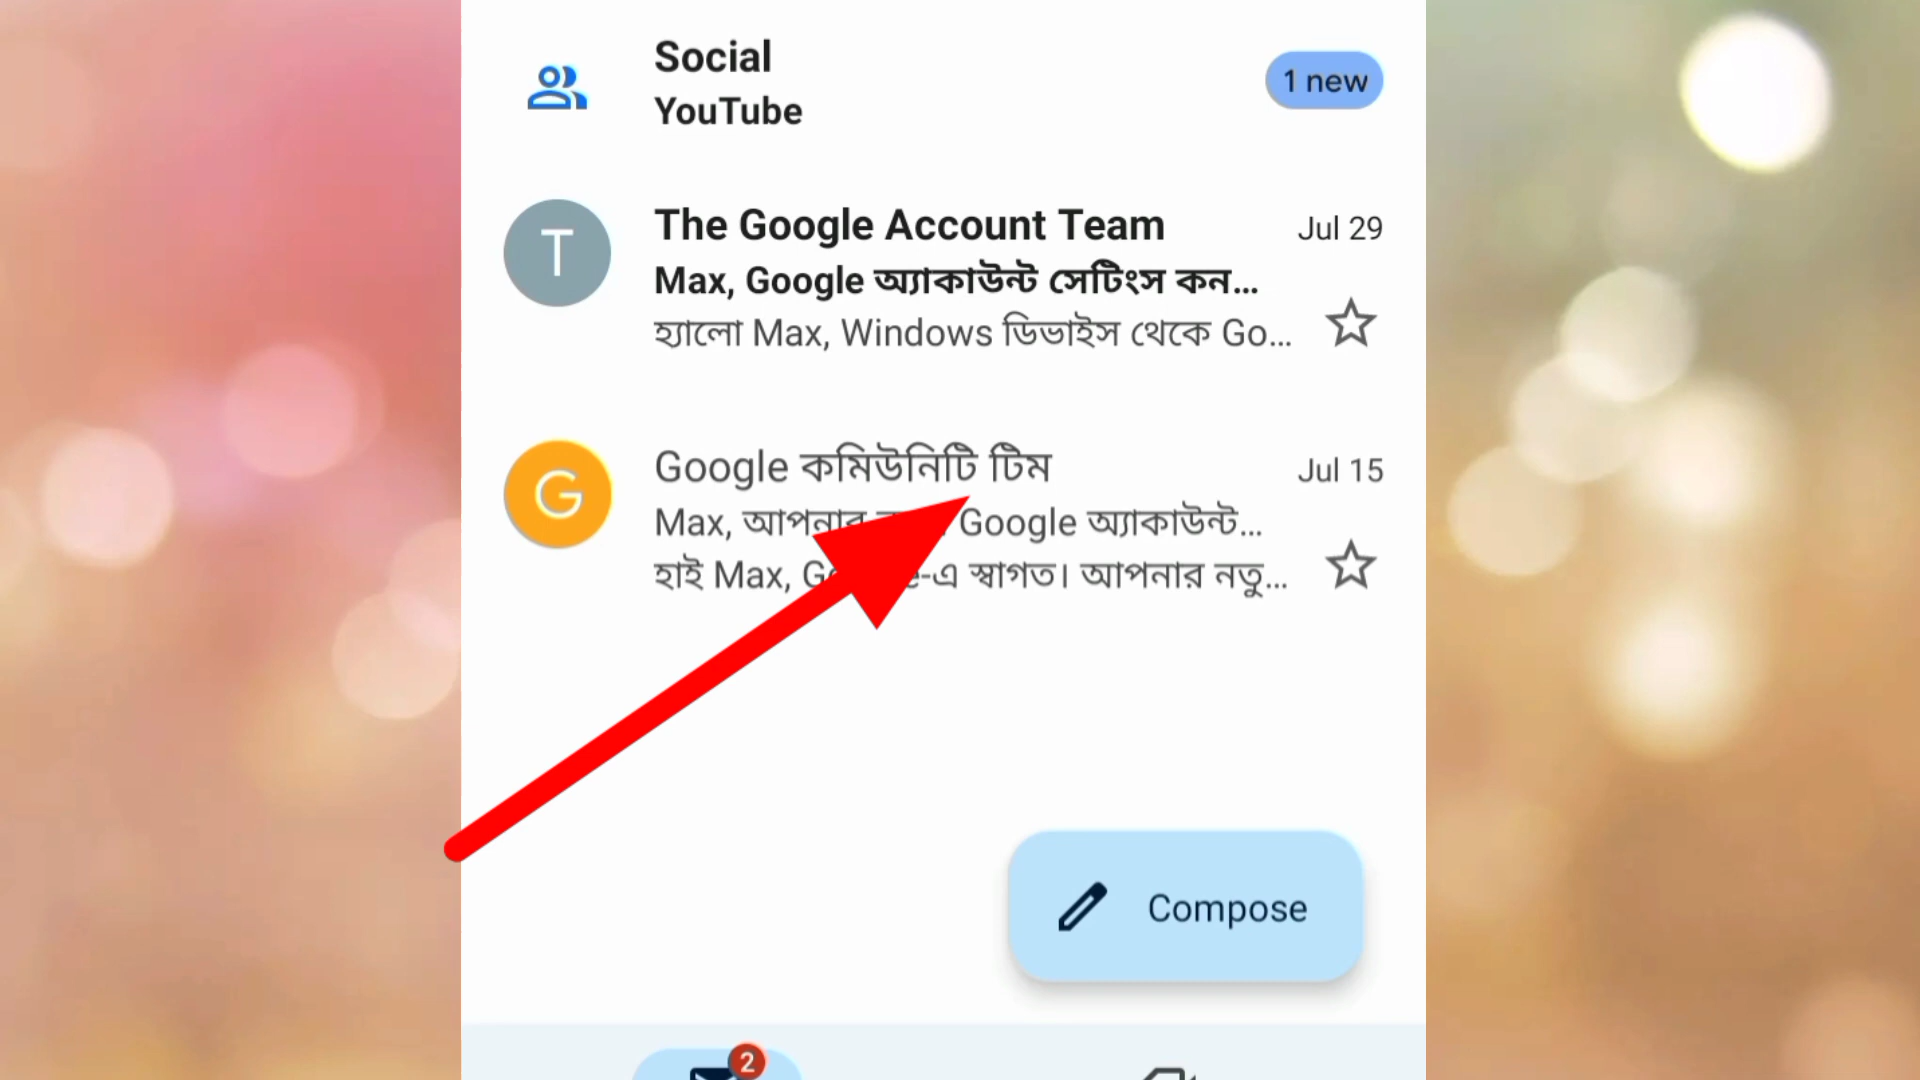 Social
1 new
YouTube
T
The Google Account Team
Jul 29
Max, Google অ্যাকাউন্ট সেটিংস কন...
হ্যালো Max, Windows ডিভাইস থেকে Go...
G
Google কমিউনিটি টিম
Jul 15
Max, আপনার Google অ্যাকাউন্ট...
হাই Max, -এ স্বাগত। আপনার নতু...
Compose
2